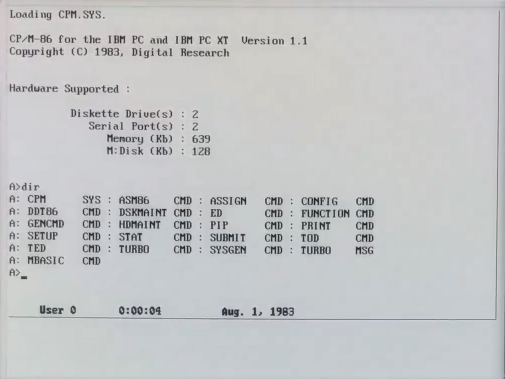 Loading CPM.SYS.
CP/M-86 for the IBM PC and IBM PC XT  Version 1.1
Copyright (C) 1983, Digital Research
Hardware Supported :
Diskette Drive(s) : 2
Serial Port(s) : 2
Memory (Kb) : 639
M:Disk (Kb) : 128
A>dir
A: CPM      SYS : ASM86    CMD : ASSIGN   CMD : CONFIG   CMD
A: DDT86    CMD : DSKMAINT CMD : ED       CMD : FUNCTION CMD
A: GENCMD   CMD : HDMAINT  CMD : PIP      CMD : PRINT    CMD
A: SETUP    CMD : STAT     CMD : SUBMIT   CMD : TOD      CMD
A: TED      CMD : TURBO    CMD : SYSGEN   CMD : TURBO    MSG
A: MBASIC   CMD
A>_
User 0     0:00:04     Aug. 1, 1983